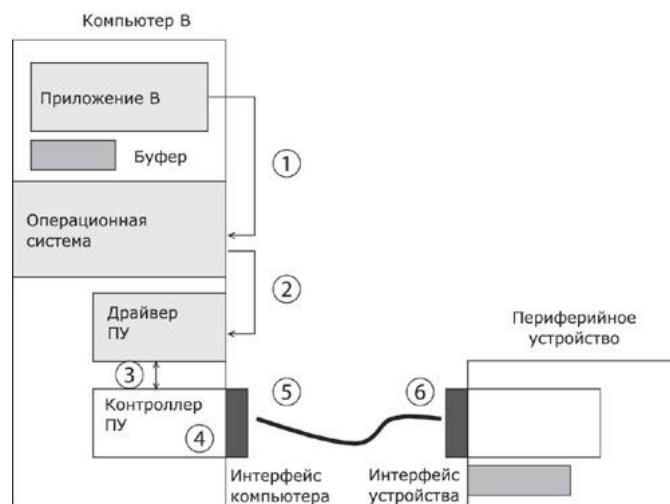 Компьютер В
Приложение В
Буфер
1
Операционная
система
2
Драйвер
ПУ
Периферийное
устройство
3
Контроллер
ПУ
4
5
6
Интерфейс
компьютера
Интерфейс
устройства